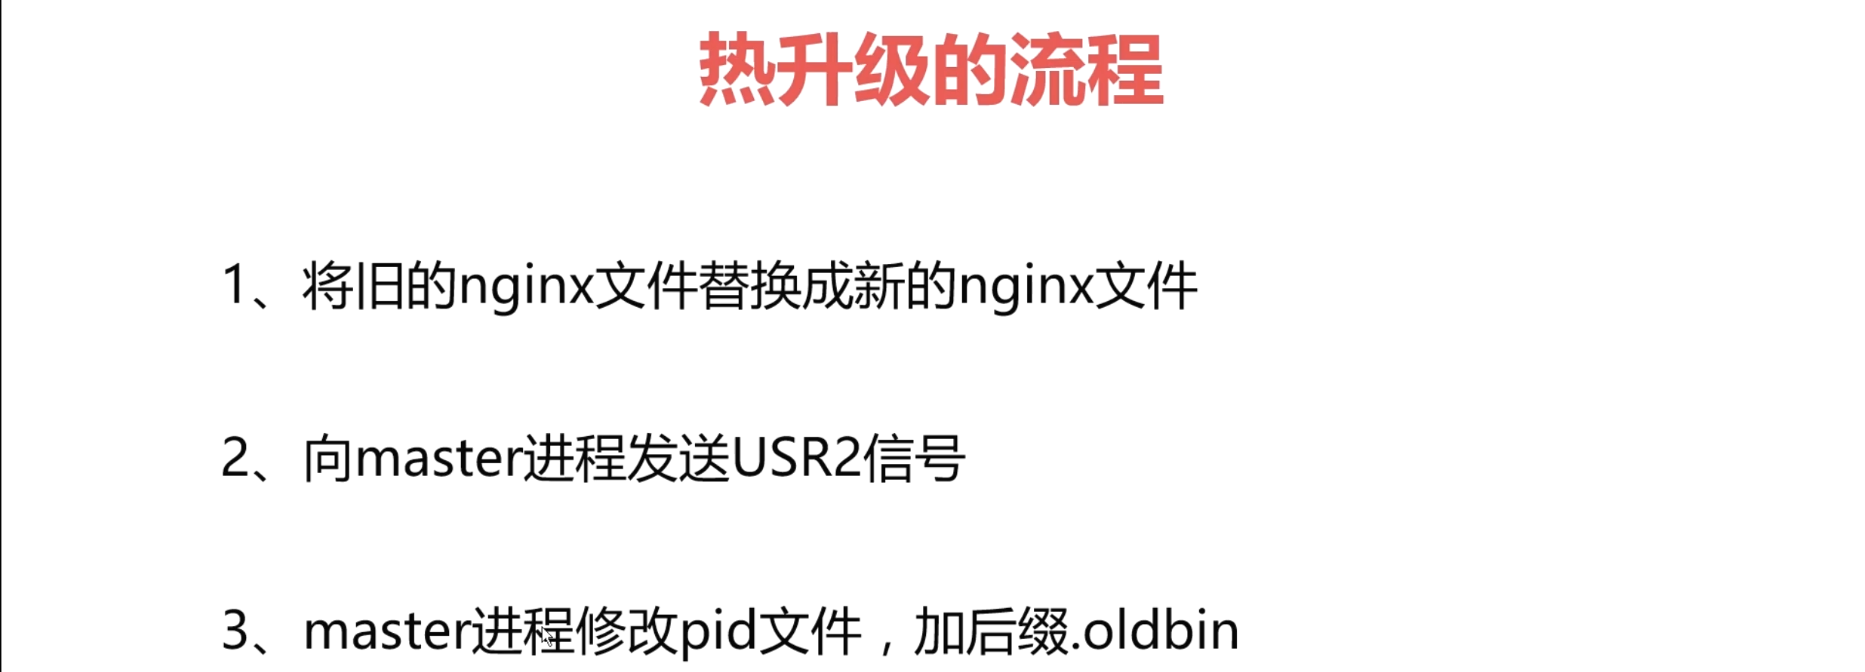 热升级的流程
1、将旧的nginx文件替换成新的nginx文件
2、向master进程发送USR2信号
3、master进程修改pid文件，加后缀.oldbin